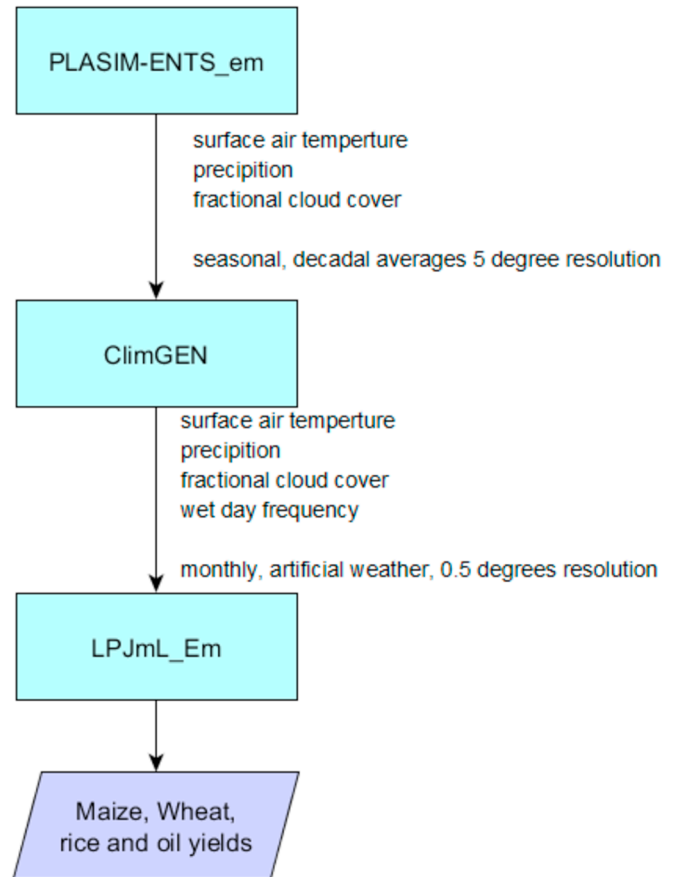 PLASIM-ENTS_em
surface air temperture
precipition
fractional cloud cover
seasonal, decadal averages 5 degree resolution
ClimGEN
surface air temperture
precipition
fractional cloud cover
wet day frequency
monthly, artificial weather, 0.5 degrees resolution
LPJmL_Em
Maize, Wheat,
rice and oil yields